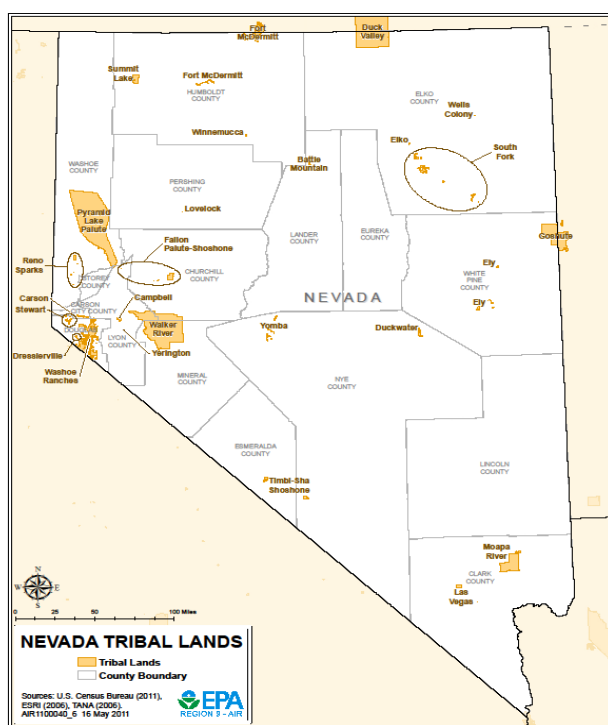 Fort
McDermitt
Duck
Valley
Summit
Lake
Fort McDermitt
HUMBOLDT
COUNTY
ELKO
COUNTY
Wells
Colony
Winnemucca
Elko
South
Fork
Battle
Mountain
WASHOE
COUNTY
PERSHING
COUNTY
Lovelock
Pyramid
Lake
Paiute
Fallon
Paiute-Shoshone
LANDER
COUNTY
EUREKA
COUNTY
Goshute
Reno
Sparks
STOREY
COUNTY
CHURCHILL
COUNTY
Ely
WHITE
PINE
COUNTY
NEVADA
Carson
Stewart
CARSON
CITY COUNTY
Campbell
Ely
DOUGLAS
Walker
River
Yomba
Duckwater
LYON
COUNTY
Dresslerville
Yerington
Washoe
Ranches
MINERAL
COUNTY
NYE
COUNTY
ESMERALDA
COUNTY
LINCOLN
COUNTY
Timbi-Sha
Shoshone
Moapa
River
CLARK
COUNTY
Las
Vegas
N
W E
S
0 25 50 100 Miles
NEVADA TRIBAL LANDS
Tribal Lands
County Boundary
Sources: U.S. Census Bureau (2011),
ESRI (2006), TANA (2006).
AIR1100040_6 16 May 2011
EPA
REGION 9 - AIR